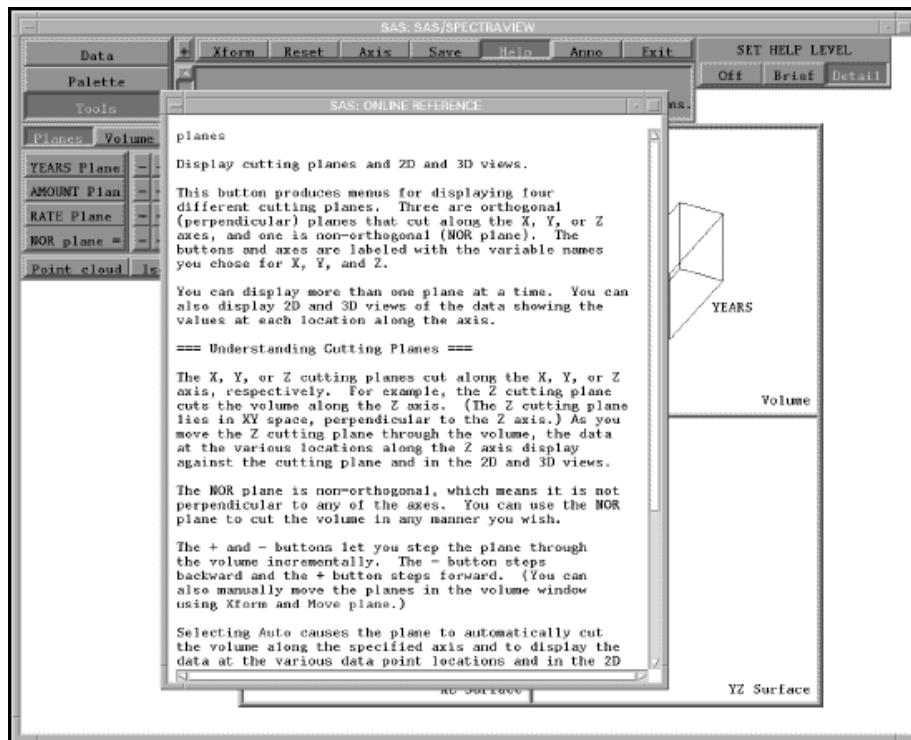 SAS: SAS/SPECTRAVIEW
Data
+ Xform Reset Axis Save Help Anno Exit
SET HELP LEVEL
Palette
Off Brief Detail
Tools
ns.
SAS: ONLINE REFERENCE
Planes Volume
YEARS Plane - -
AMOUNT Plan - -
RATE Plane - -
NOR plane = - -
Point cloud Is
planes
Display cutting planes and 2D and 3D views.
This button produces menus for displaying four
different cutting planes. Three are orthogonal
(perpendicular) planes that cut along the X, Y, or Z
axes, and one is non-orthogonal (NOR plane). The
buttons and axes are labeled with the variable names
you chose for X, Y, and Z.
You can display more than one plane at a time. You can
also display 2D and 3D views of the data showing the
values at each location along the axis.
=== Understanding Cutting Planes ===
The X, Y, or Z cutting planes cut along the X, Y, or Z
axis, respectively. For example, the Z cutting plane
cuts the volume along the Z axis. (The Z cutting plane
lies in XY space, perpendicular to the Z axis.) As you
move the Z cutting plane through the volume, the data
at the various locations along the Z axis display
against the cutting plane and in the 2D and 3D views.
The NOR plane is non-orthogonal, which means it is not
perpendicular to any of the axes. You can use the NOR
plane to cut the volume in any manner you wish.
The + and - buttons let you step the plane through
the volume incrementally. The - button steps
backward and the + button steps forward. (You can
also manually move the planes in the volume window
using Xform and Move plane.)
Selecting Auto causes the plane to automatically cut
the volume along the specified axis and to display the
data at the various data point locations and in the 2D
YEARS
Volume
Surface
YZ Surface